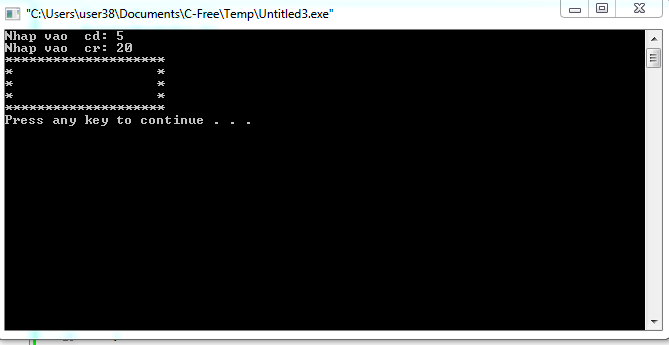 "C:\Users\user38\Documents\C-Free\Temp\Untitled3.exe"
Nhap vao  cd: 5
Nhap vao  cr: 20
********************
*                  *
*                  *
*                  *
********************
Press any key to continue . . .